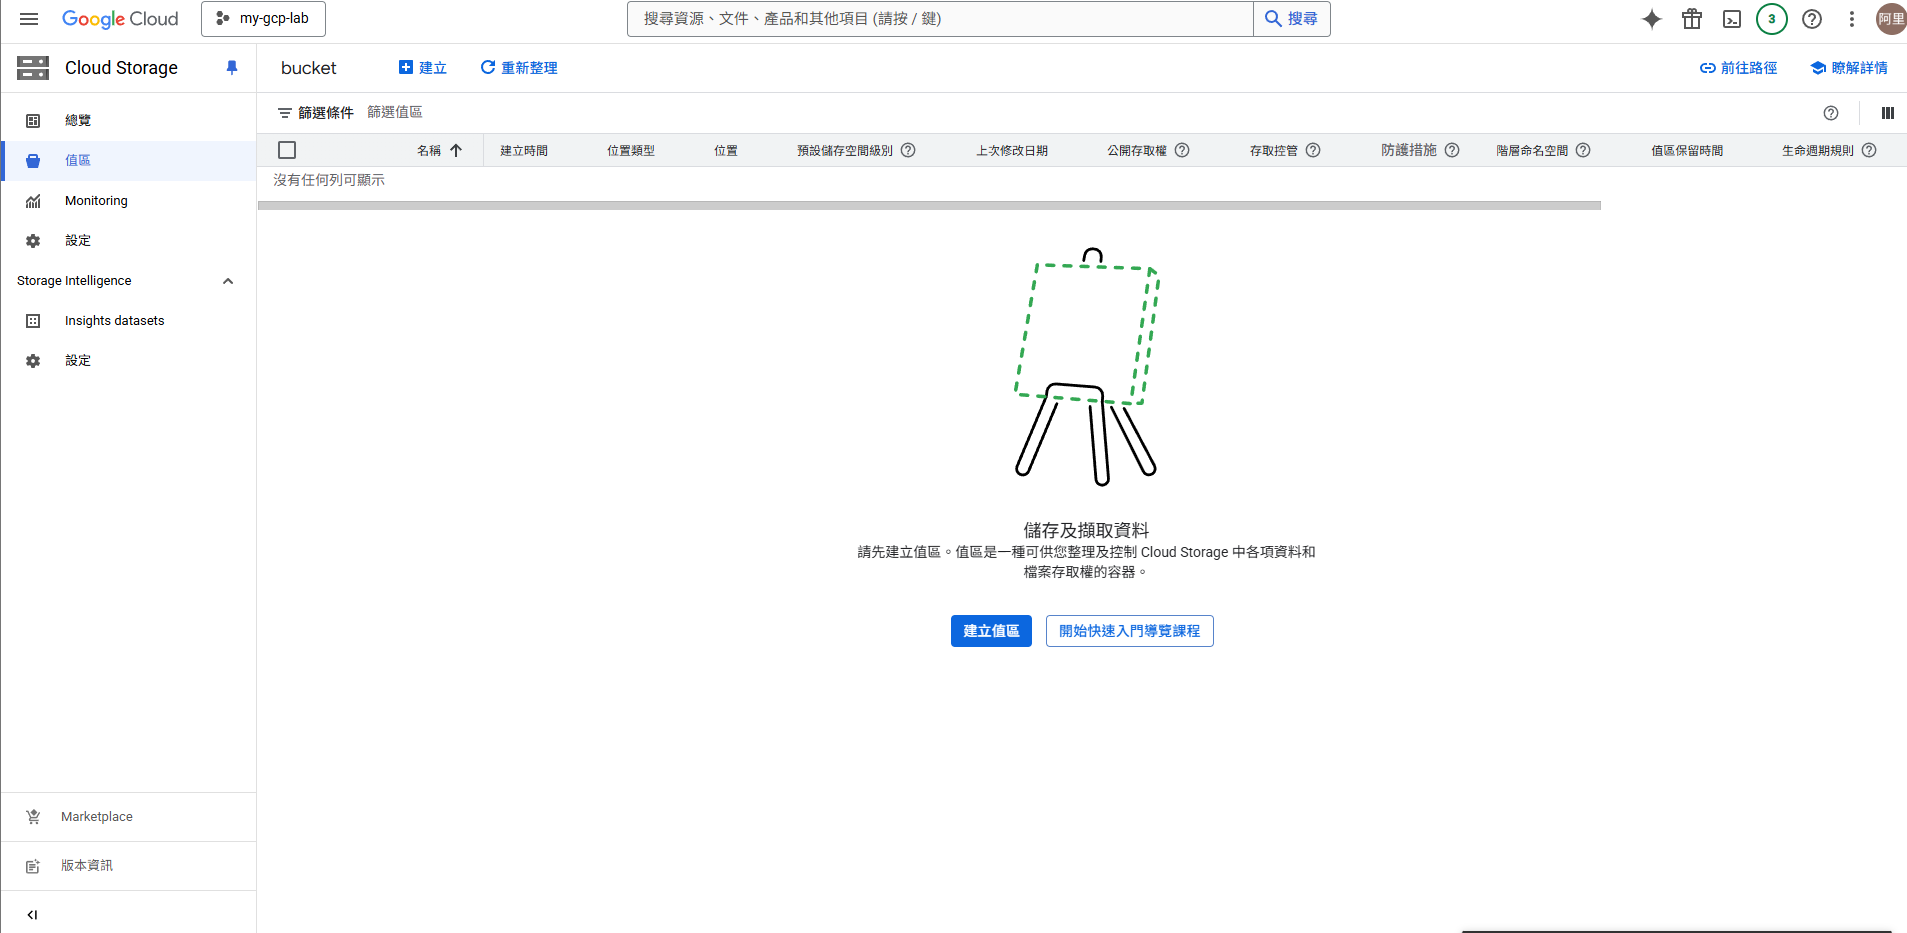 Google Cloud
my-gcp-lab
搜尋資源、文件、產品和其他項目 (請按 / 鍵)
搜尋
3
阿里
Cloud Storage
bucket
建立
重新整理
前往路徑
瞭解詳情
總覽
值區
Monitoring
設定
Storage Intelligence
Insights datasets
設定
Marketplace
版本資訊
篩選條件 篩選值區
名稱 建立時間 位置類型 位置 預設儲存空間級別 上次修改日期 公開存取權 存取控管 防護措施 階層命名空間 值區保留時間 生命週期規則
沒有任何列可顯示
儲存及擷取資料
請先建立值區。值區是一種可供您整理及控制 Cloud Storage 中各項資料和
檔案存取權的容器。
建立值區
開始快速入門導覽課程